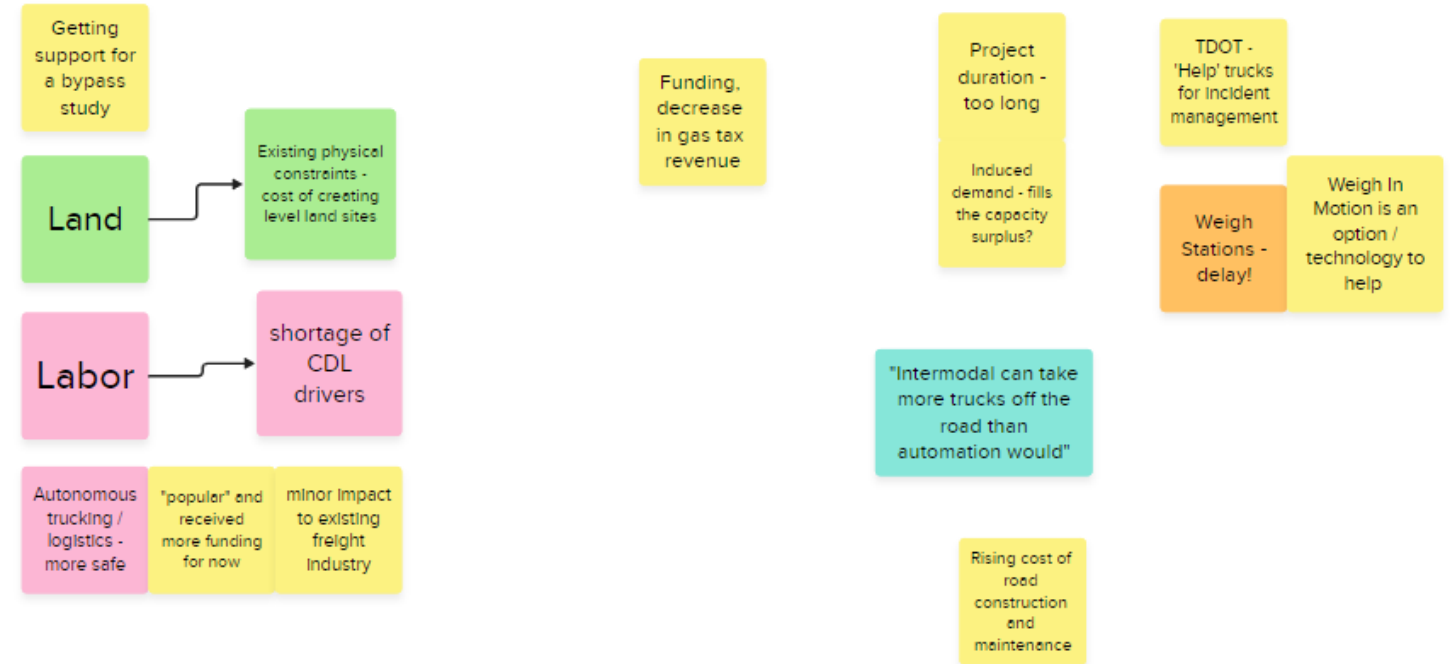 Getting
support for
a bypass
study
Land
Existing physical
constraints -
cost of creating
level land sites
Labor
shortage of
CDL
drivers
Autonomous
trucking /
logistics -
more safe
"popular" and
received
more funding
for now
minor impact
to existing
freight
industry
Funding,
decrease
in gas tax
revenue
Project
duration -
too long
Induced
demand - fills
the capacity
surplus?
"Intermodal can take
more trucks off the
road than
automation would"
Rising cost of
road
construction
and
maintenance
TDOT -
'Help' trucks
for incident
management
Weigh
Stations -
delay!
Weigh In
Motion is an
option /
technology to
help